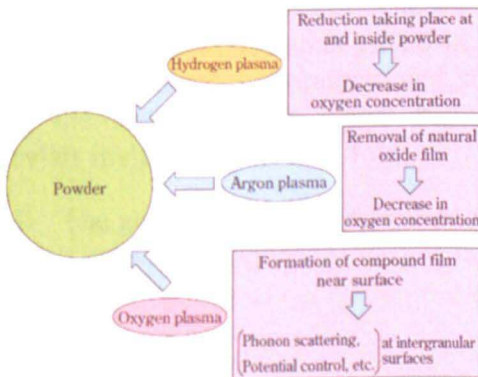 Reduction taking place at
and inside powder
Decrease in
oxygen concentration
Hydrogen plasma
Removal of natural
oxide film
Decrease in
oxygen concentration
Powder
Argon plasma
Formation of compound film
near surface
Oxygen plasma
Phonon scattering,
Potential control, etc.
at intergranular
surfaces